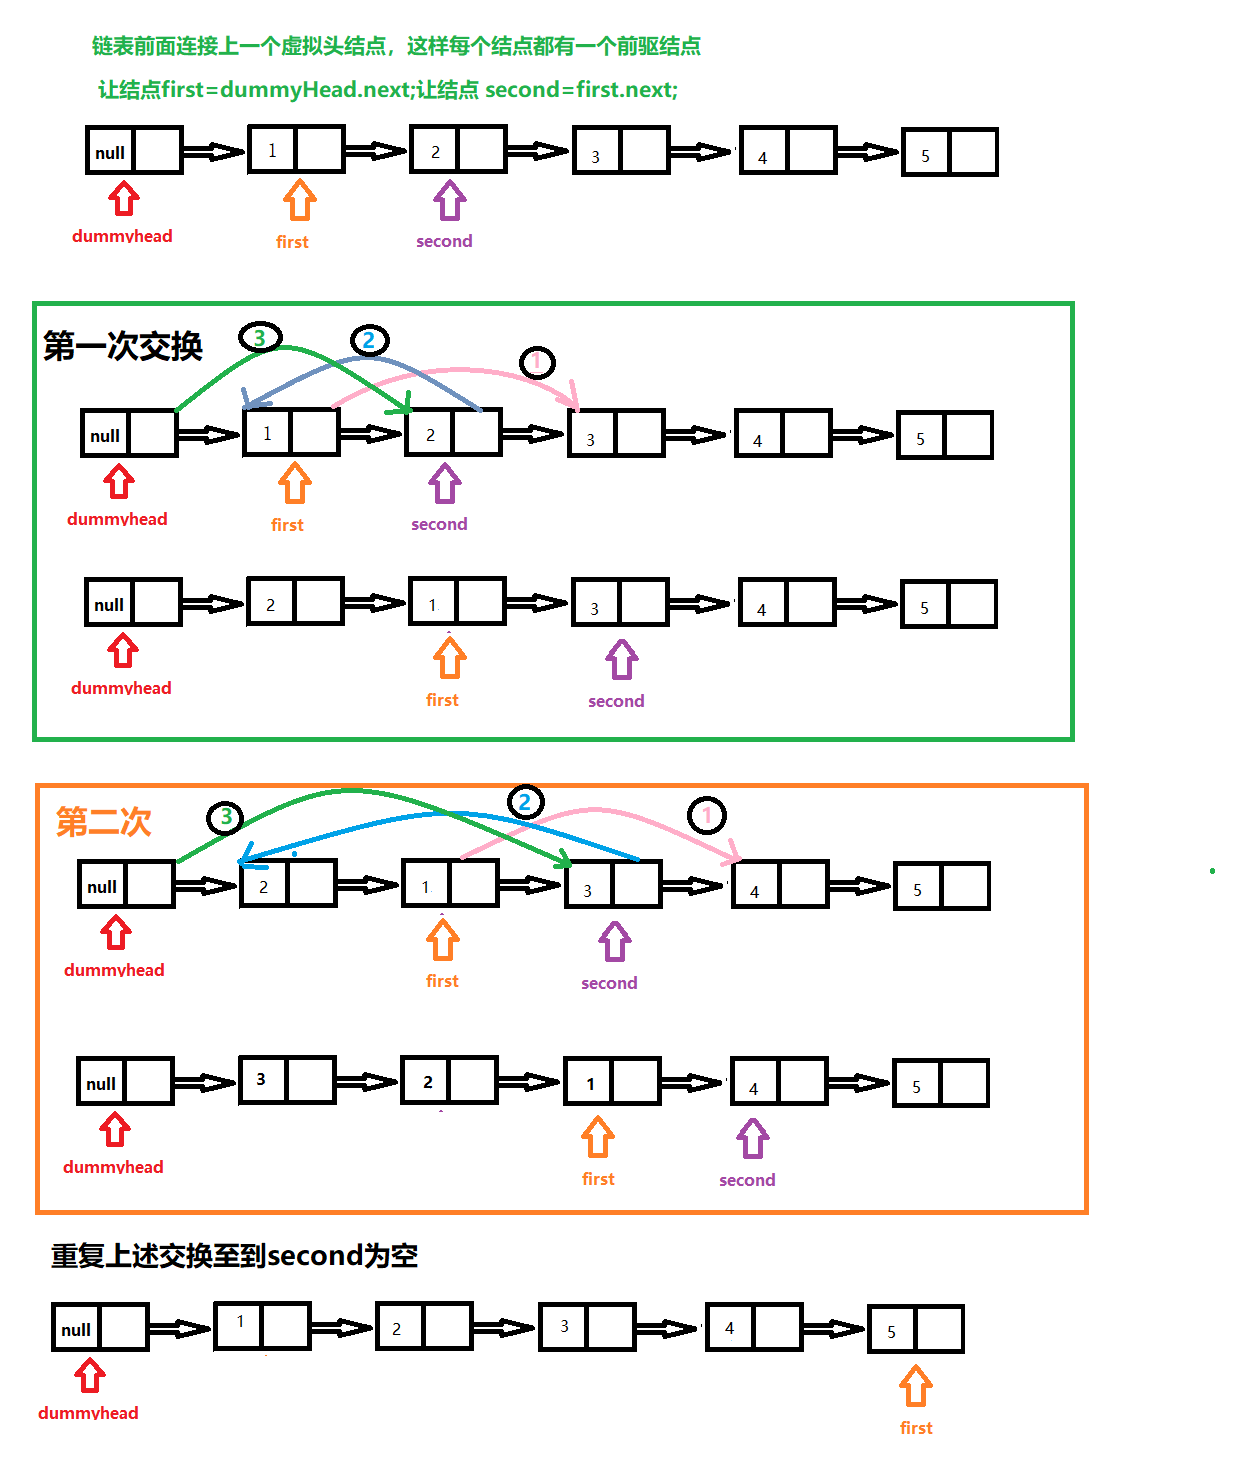 链表前面连接上一个虚拟头结点，这样每个结点都有一个前驱结点
让结点first=dummyHead.next;让结点 second=first.next;
null 1 2 3 4 5
dummyhead first second
第一次交换 3 2 1
null 1 2 3 4 5
dummyhead first second
null 2 1 3 4 5
dummyhead first second
第二次 3 2 1
null 2 1 3 4 5
dummyhead first second
null 3 2 1 4 5
dummyhead first second
重复上述交换至到second为空
null 1 2 3 4 5
dummyhead first